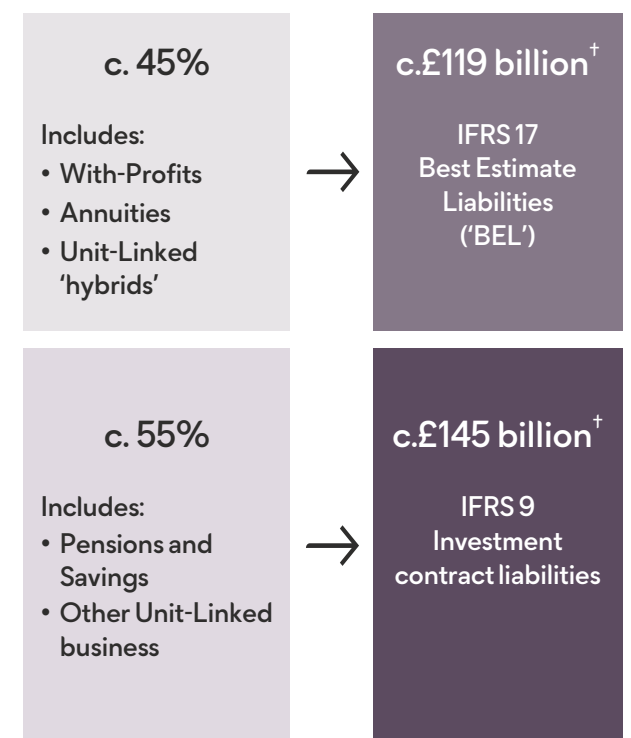 c. 45%
Includes:
• With-Profits
• Annuities
• Unit-Linked
‘hybrids’
c.£119 billion†
IFRS 17
Best Estimate
Liabilities
(‘BEL’)
c. 55%
Includes:
• Pensions and
Savings
• Other Unit-Linked
business
c.£145 billion†
IFRS 9
Investment
contract liabilities